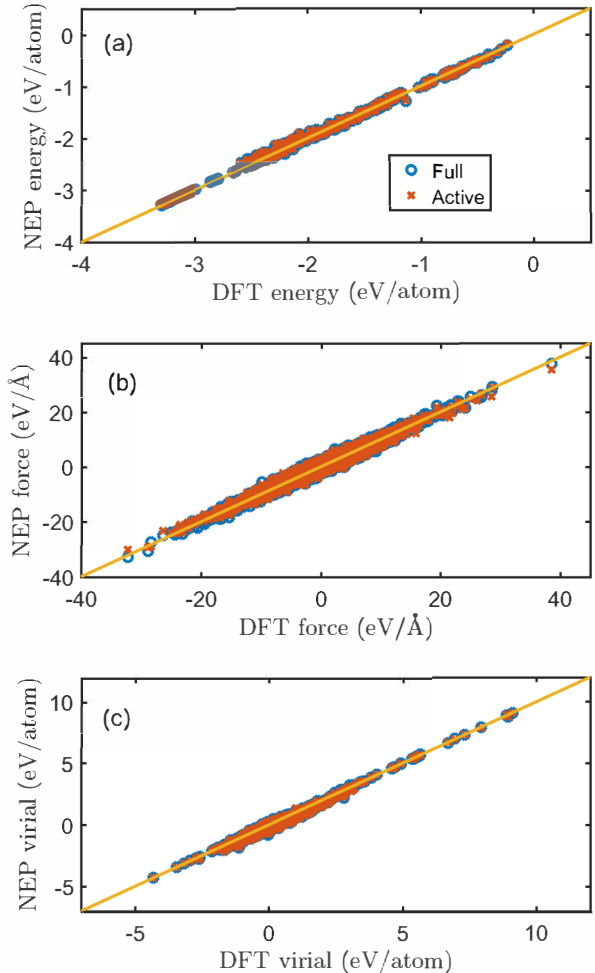 (a)
0
-1
-2
-3
-4
NEP energy (eV/atom)
Full
Active
-4 -3 -2 -1 0
DFT energy (eV/atom)
(b)
40
20
0
-20
-40
NEP force (eV/Å)
-40 -20 0 20 40
DFT force (eV/Å)
(c)
10
5
0
-5
NEP virial (eV/atom)
-5 0 5 10
DFT virial (eV/atom)